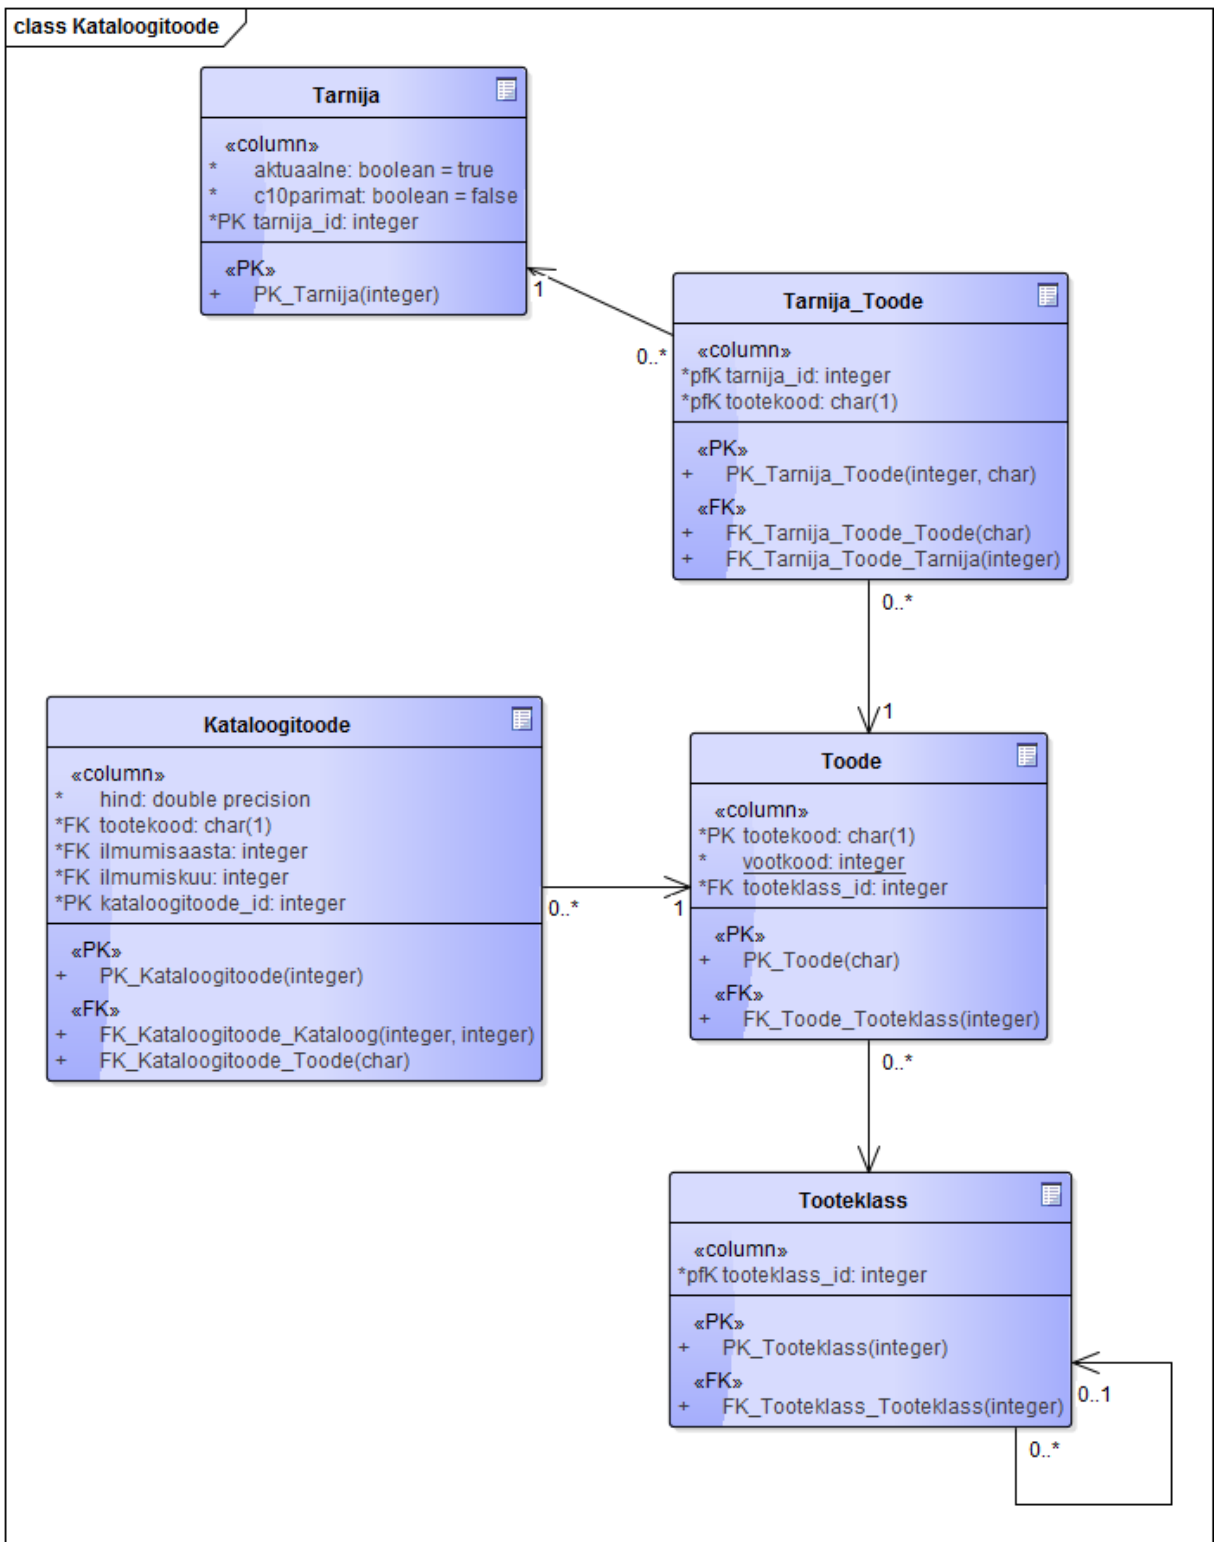 class Kataloogitoode
Tarnija
«column»
* aktuaalne: boolean = true
* c10parimat: boolean = false
*PK tarnija_id: integer
«PK»
+ PK_Tarnija(integer)
1
0..*
Tarnija_Toode
«column»
*pfK tarnija_id: integer
*pfK tootekood: char(1)
«PK»
+ PK_Tarnija_Toode(integer, char)
«FK»
+ FK_Tarnija_Toode_Toode(char)
+ FK_Tarnija_Toode_Tarnija(integer)
0..*
1
Kataloogitoode
«column»
* hind: double precision
*FK tootekood: char(1)
*FK ilmumisaasta: integer
*FK ilmumiskuu: integer
*PK kataloogitoode_id: integer
«PK»
+ PK_Kataloogitoode(integer)
«FK»
+ FK_Kataloogitoode_Kataloog(integer, integer)
+ FK_Kataloogitoode_Toode(char)
0..*
1
Toode
«column»
*PK tootekood: char(1)
* vootkood: integer
*FK tooteklass_id: integer
«PK»
+ PK_Toode(char)
«FK»
+ FK_Toode_Tooteklass(integer)
0..*
Tooteklass
«column»
*pfK tooteklass_id: integer
«PK»
+ PK_Tooteklass(integer)
«FK»
+ FK_Tooteklass_Tooteklass(integer)
0..1
0..*